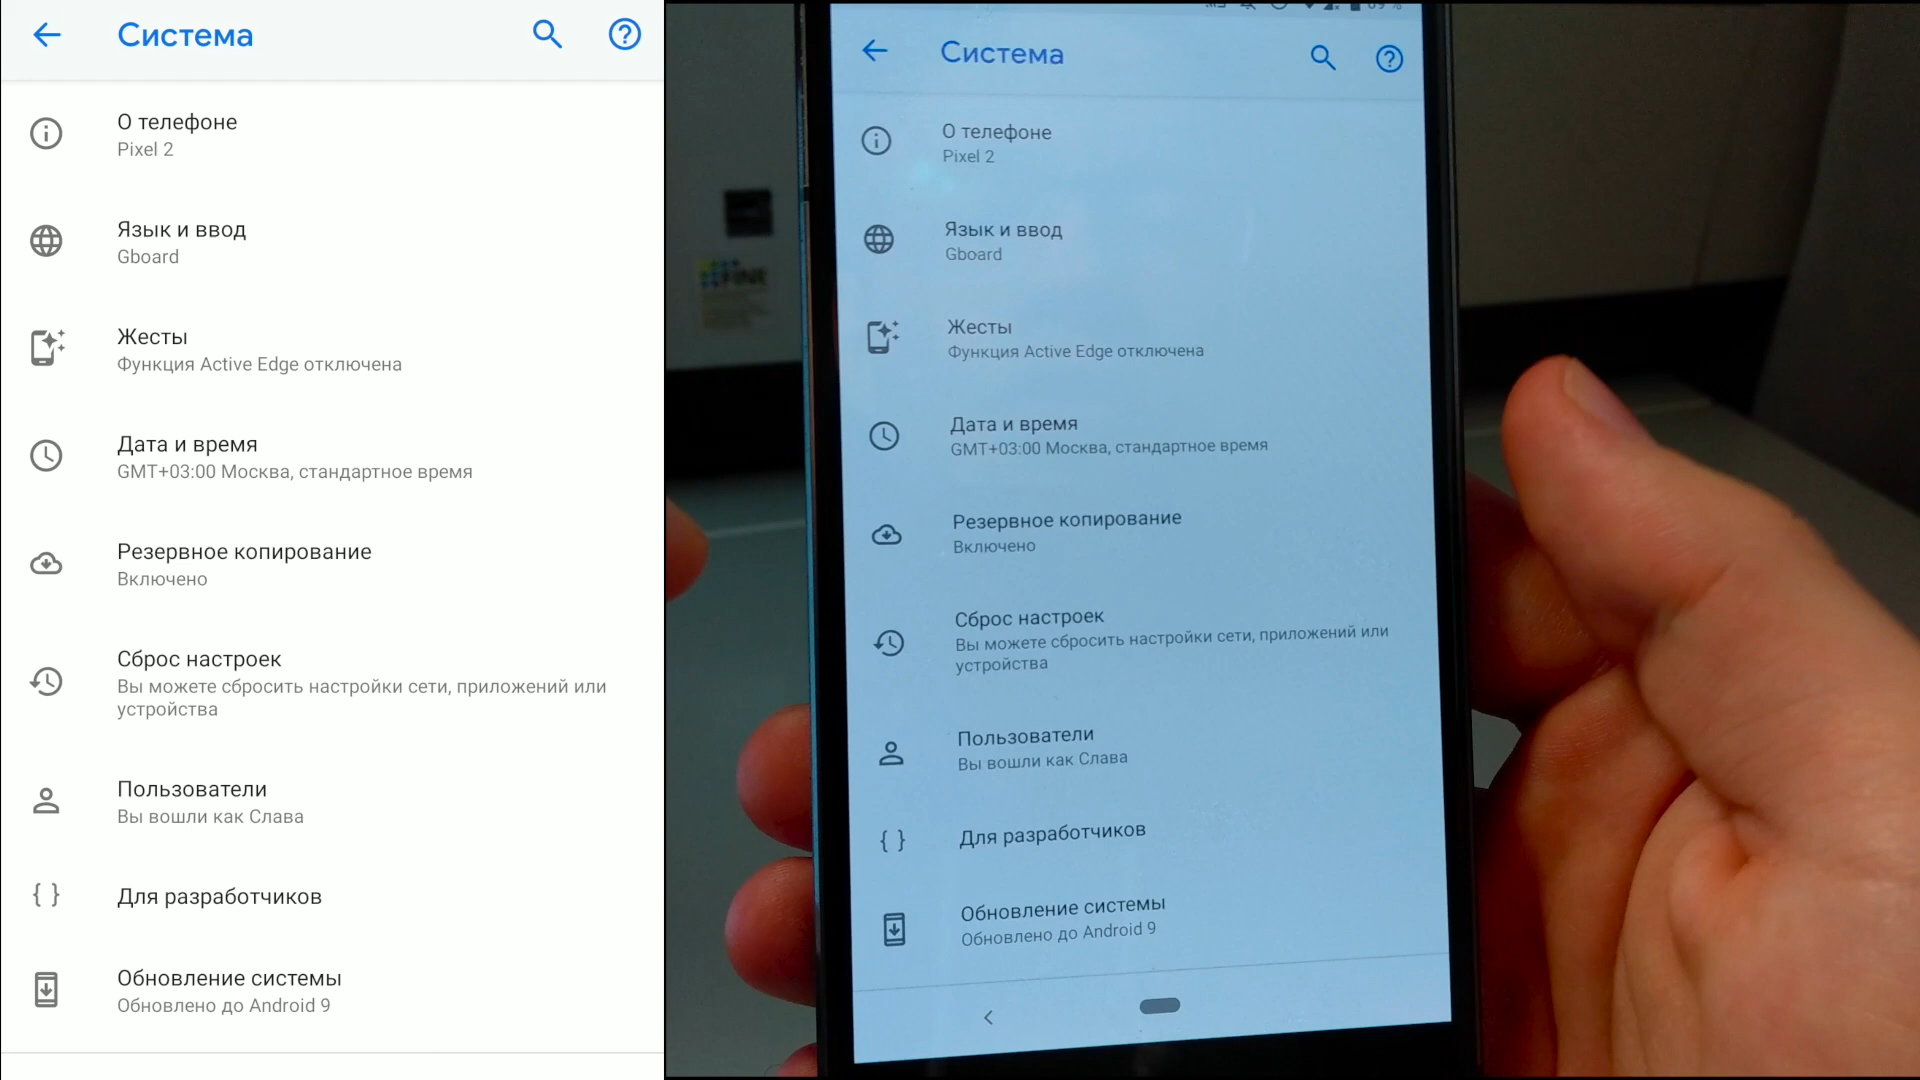 Система
О телефоне
Pixel 2
Язык и ввод
Gboard
Жесты
Функция Active Edge отключена
Дата и время
GMT+03:00 Москва, стандартное время
Резервное копирование
Включено
Сброс настроек
Вы можете сбросить настройки сети, приложений или
устройства
Пользователи
Вы вошли как Слава
{ } Для разработчиков
Обновление системы
Обновлено до Android 9
Система
О телефоне
Pixel 2
Язык и ввод
Gboard
Жесты
Функция Active Edge отключена
Дата и время
GMT+03:00 Москва, стандартное время
Резервное копирование
Включено
Сброс настроек
Вы можете сбросить настройки сети, приложений или
устройства
Пользователи
Вы вошли как Слава
{ } Для разработчиков
Обновление системы
Обновлено до Android 9
FINE